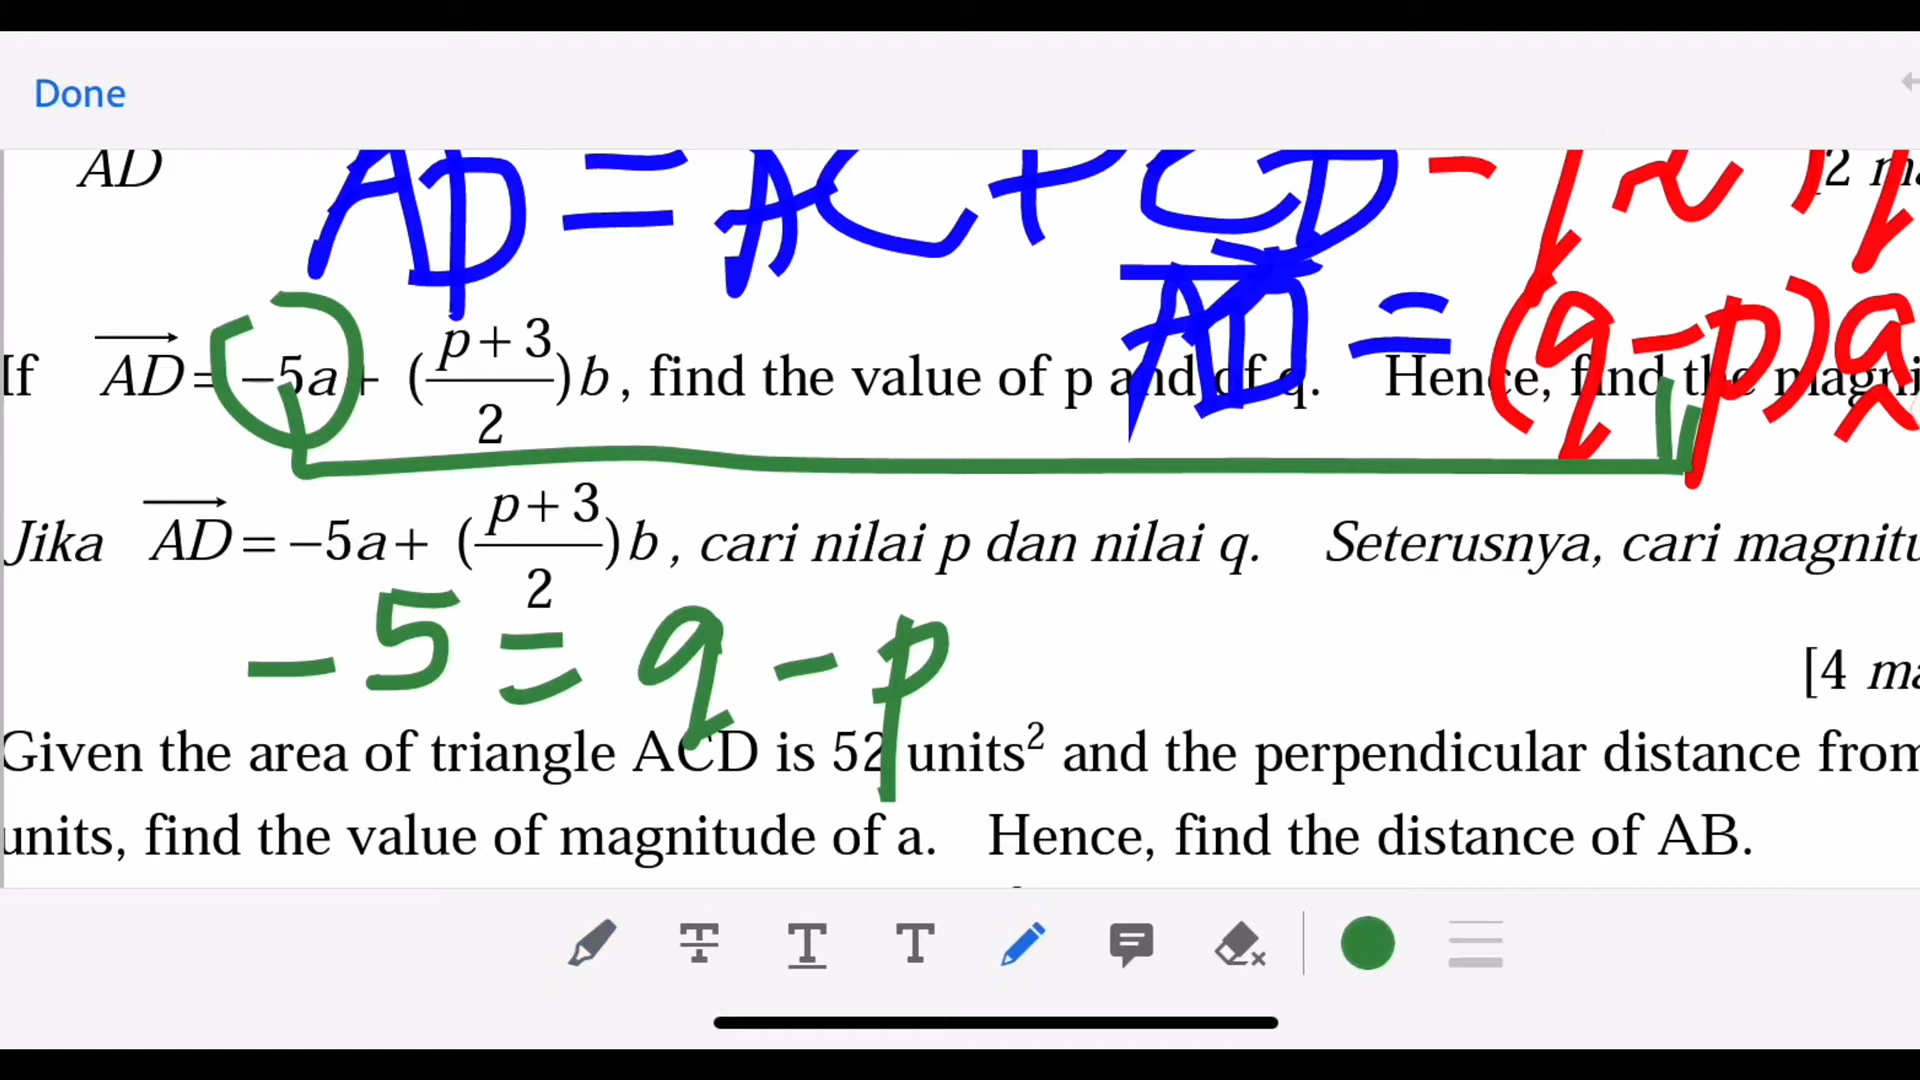 Done
AD
AD = AC + CD
[2 ma
AD = (q-p)a
If AD = −5a + (p+3/2)b, find the value of p and of q. Hence, find the magni
Jika AD = −5a + (p+3/2)b, cari nilai p dan nilai q. Seterusnya, cari magnitu
-5 = q - p
[4 ma
Given the area of triangle ACD is 52 units² and the perpendicular distance from
units, find the value of magnitude of a. Hence, find the distance of AB.